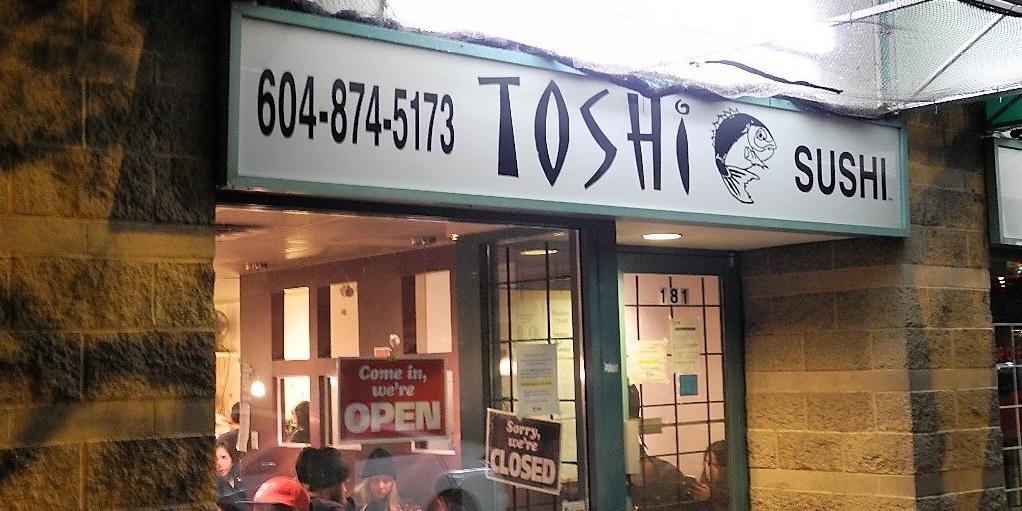 604-874-5173 TOSHi SUSHI
181
Come in,
we're
OPEN
Sorry,
we're
CLOSED